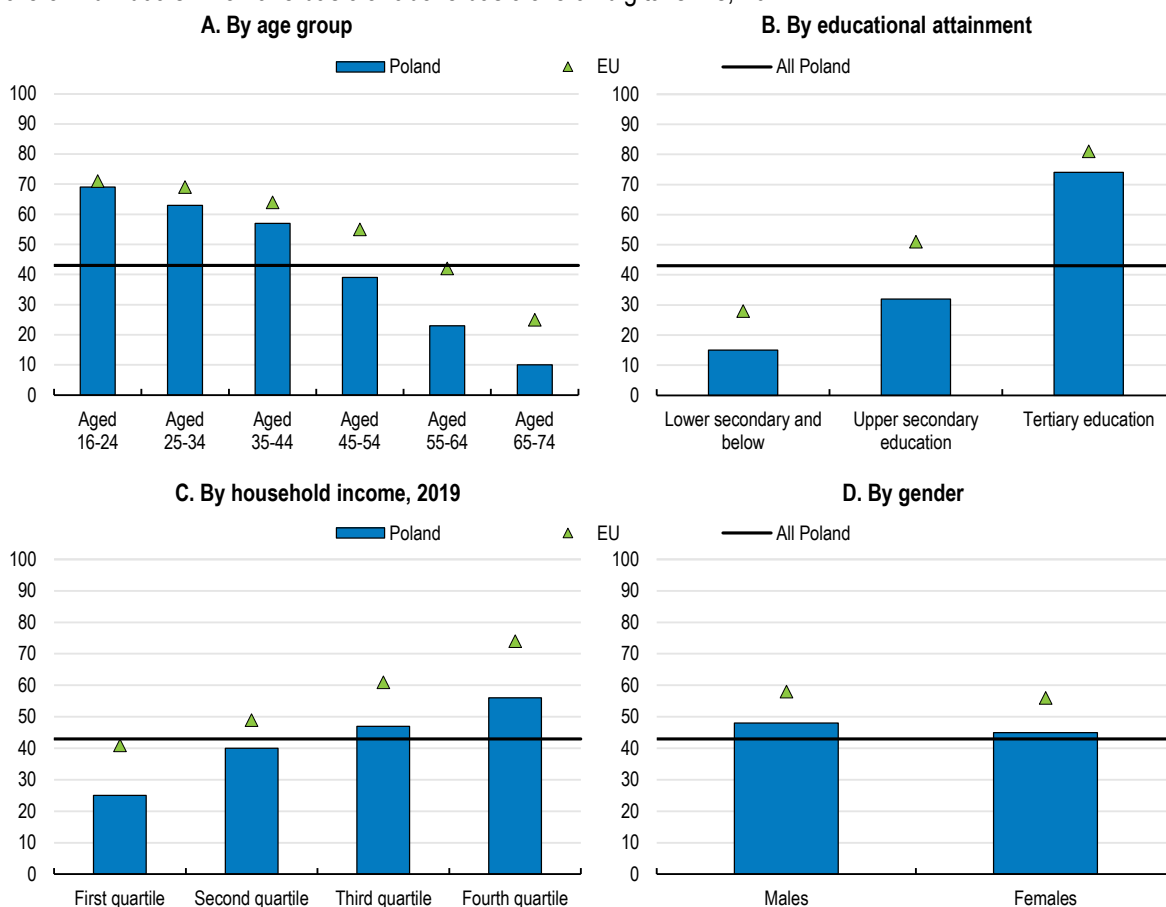 A. By age group
B. By educational attainment
Poland
EU
All Poland
100
90
80
70
60
50
40
30
20
10
0
Aged
16-24
Aged
25-34
Aged
35-44
Aged
45-54
Aged
55-64
Aged
65-74
100
90
80
70
60
50
40
30
20
10
0
Lower secondary and
below
Upper secondary
education
Tertiary education
C. By household income, 2019
D. By gender
Poland
EU
All Poland
100
90
80
70
60
50
40
30
20
10
0
First quartile
Second quartile
Third quartile
Fourth quartile
100
90
80
70
60
50
40
30
20
10
0
Males
Females